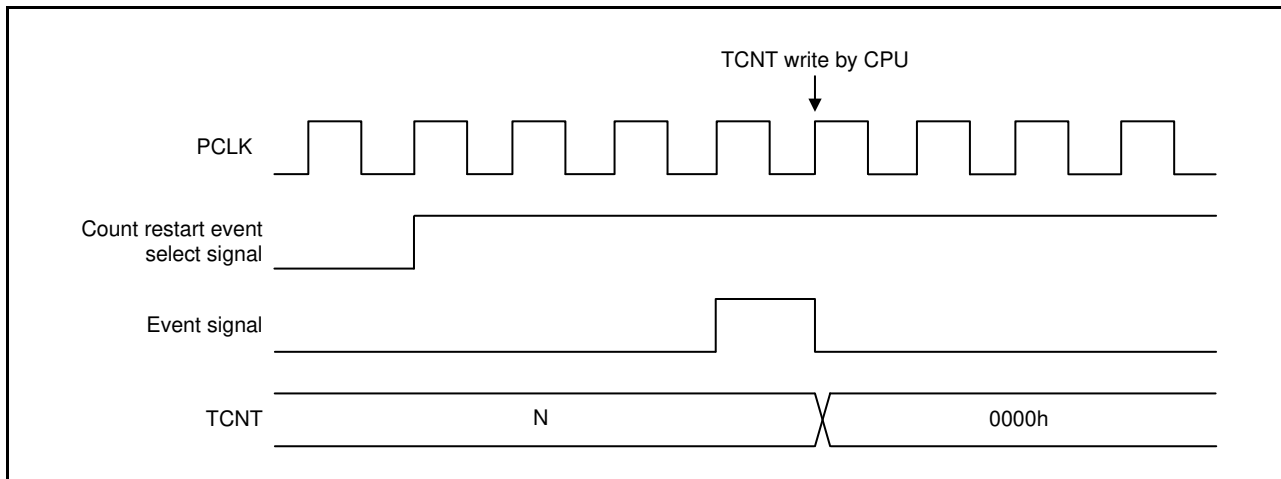 TCNT write by CPU
PCLK
Count restart event
select signal
Event signal
TCNT
N
0000h